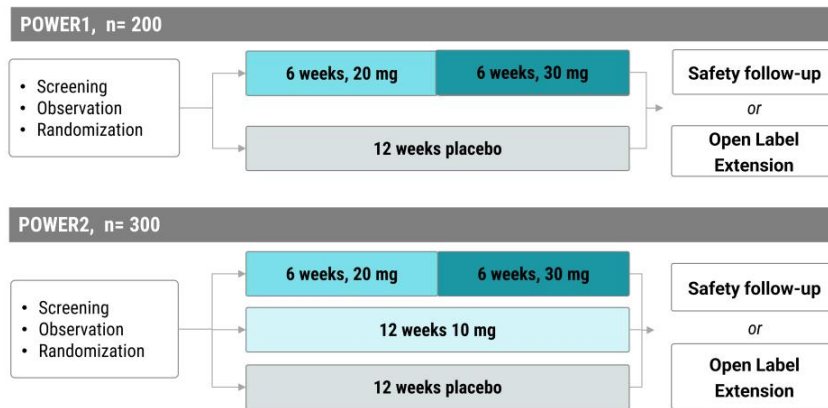 POWER1, n= 200
• Screening
• Observation
• Randomization
6 weeks, 20 mg
6 weeks, 30 mg
12 weeks placebo
Safety follow-up
or
Open Label
Extension
POWER2, n= 300
• Screening
• Observation
• Randomization
6 weeks, 20 mg
6 weeks, 30 mg
12 weeks 10 mg
12 weeks placebo
Safety follow-up
or
Open Label
Extension